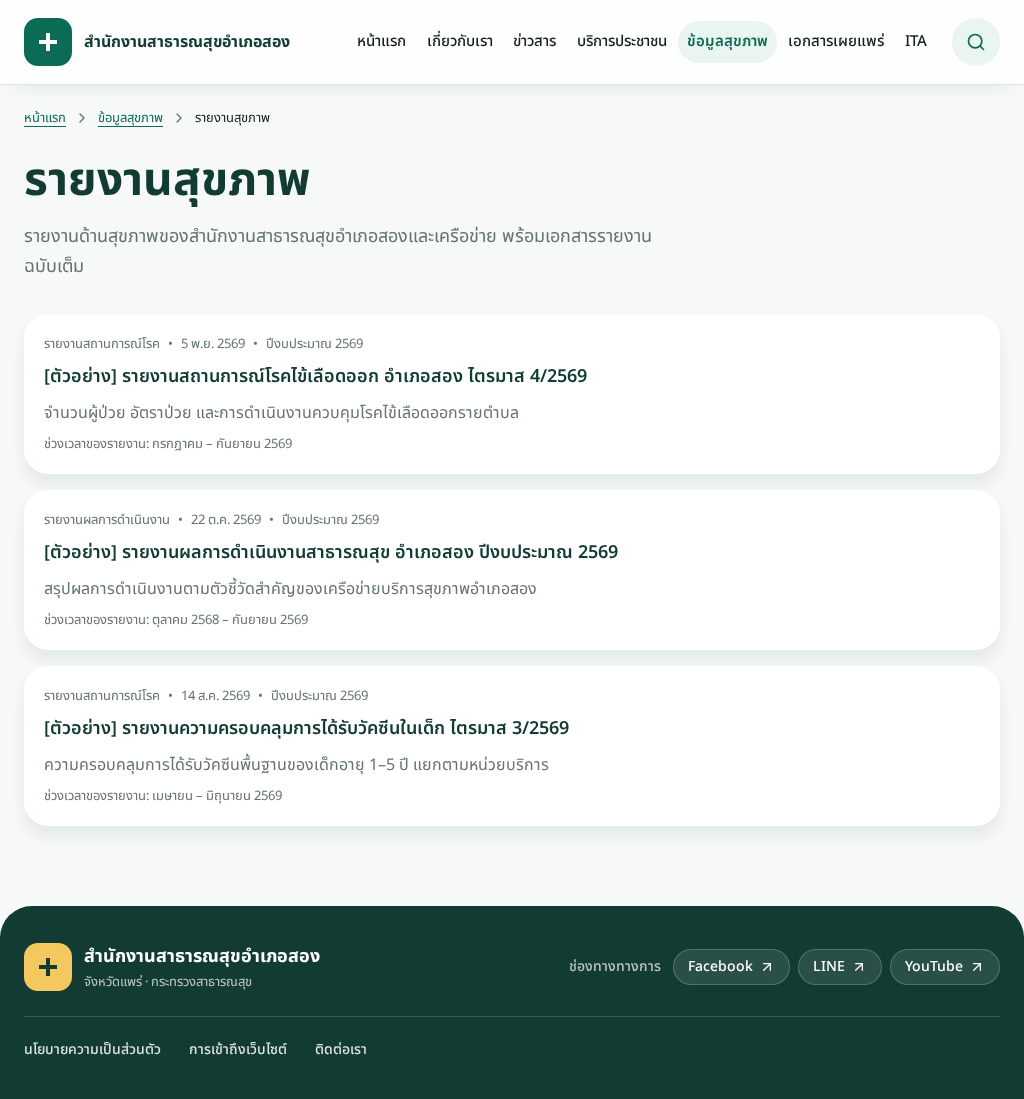 สำนักงานสาธารณสุขอำเภอสอง
หน้าแรก
เกี่ยวกับเรา
ข่าวสาร
บริการประชาชน
ข้อมูลสุขภาพ
เอกสารเผยแพร่
ITA
หน้าแรก > ข้อมูลสุขภาพ > รายงานสุขภาพ
รายงานสุขภาพ
รายงานด้านสุขภาพของสำนักงานสาธารณสุขอำเภอสองและเครือข่าย พร้อมเอกสารรายงาน
ฉบับเต็ม
รายงานสถานการณ์โรค • 5 พ.ย. 2569 • ปีงบประมาณ 2569
[ตัวอย่าง] รายงานสถานการณ์โรคไข้เลือดออก อำเภอสอง ไตรมาส 4/2569
จำนวนผู้ป่วย อัตราป่วย และการดำเนินงานควบคุมโรคไข้เลือดออกรายตำบล
ช่วงเวลาของรายงาน: กรกฎาคม – กันยายน 2569
รายงานผลการดำเนินงาน • 22 ต.ค. 2569 • ปีงบประมาณ 2569
[ตัวอย่าง] รายงานผลการดำเนินงานสาธารณสุข อำเภอสอง ปีงบประมาณ 2569
สรุปผลการดำเนินงานตามตัวชี้วัดสำคัญของเครือข่ายบริการสุขภาพอำเภอสอง
ช่วงเวลาของรายงาน: ตุลาคม 2568 – กันยายน 2569
รายงานสถานการณ์โรค • 14 ส.ค. 2569 • ปีงบประมาณ 2569
[ตัวอย่าง] รายงานความครอบคลุมการได้รับวัคซีนในเด็ก ไตรมาส 3/2569
ความครอบคลุมการได้รับวัคซีนพื้นฐานของเด็กอายุ 1–5 ปี แยกตามหน่วยบริการ
ช่วงเวลาของรายงาน: เมษายน – มิถุนายน 2569
สำนักงานสาธารณสุขอำเภอสอง
จังหวัดแพร่ · กระทรวงสาธารณสุข
ช่องทางทางการ
Facebook
LINE
YouTube
นโยบายความเป็นส่วนตัว
การเข้าถึงเว็บไซต์
ติดต่อเรา